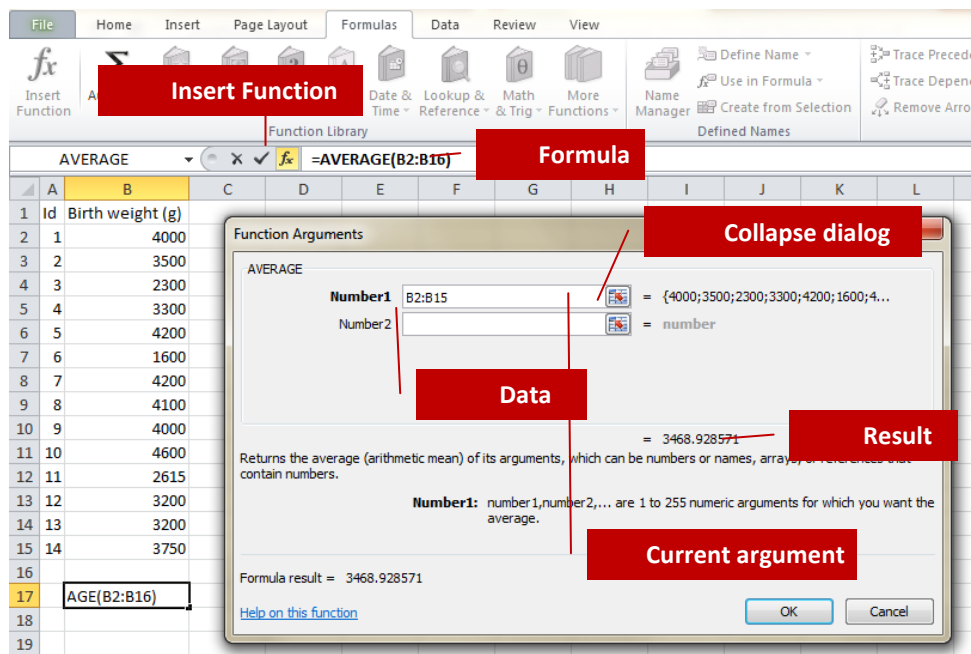 File Home Insert Page Layout Formulas Data Review View
fx Σ θ
Insert Function
Insert Function
Date & Time
Lookup & Reference
Math & Trig
More Functions
Function Library
Name Manager
Define Name
Use in Formula
Create from Selection
Defined Names
Trace Preced
Trace Depen
Remove Arro
AVERAGE fx =AVERAGE(B2:B16)
Formula
A B C D E F G H I J K L
1 Id Birth weight (g)
2 1 4000
3 2 3500
4 3 2300
5 4 3300
6 5 4200
7 6 1600
8 7 4200
9 8 4100
10 9 4000
11 10 4600
12 11 2615
13 12 3200
14 13 3200
15 14 3750
16
17 AGE(B2:B16)
18
19
Function Arguments
Collapse dialog
AVERAGE
Number1 B2:B15 = {4000;3500;2300;3300;4200;1600;4...
Number2 = number
Data
= 3468.928571
Result
Returns the average (arithmetic mean) of its arguments, which can be numbers or names, arrays, or references that
contain numbers.
Number1: number1,number2,... are 1 to 255 numeric arguments for which you want the
average.
Current argument
Formula result = 3468.928571
Help on this function
OK Cancel